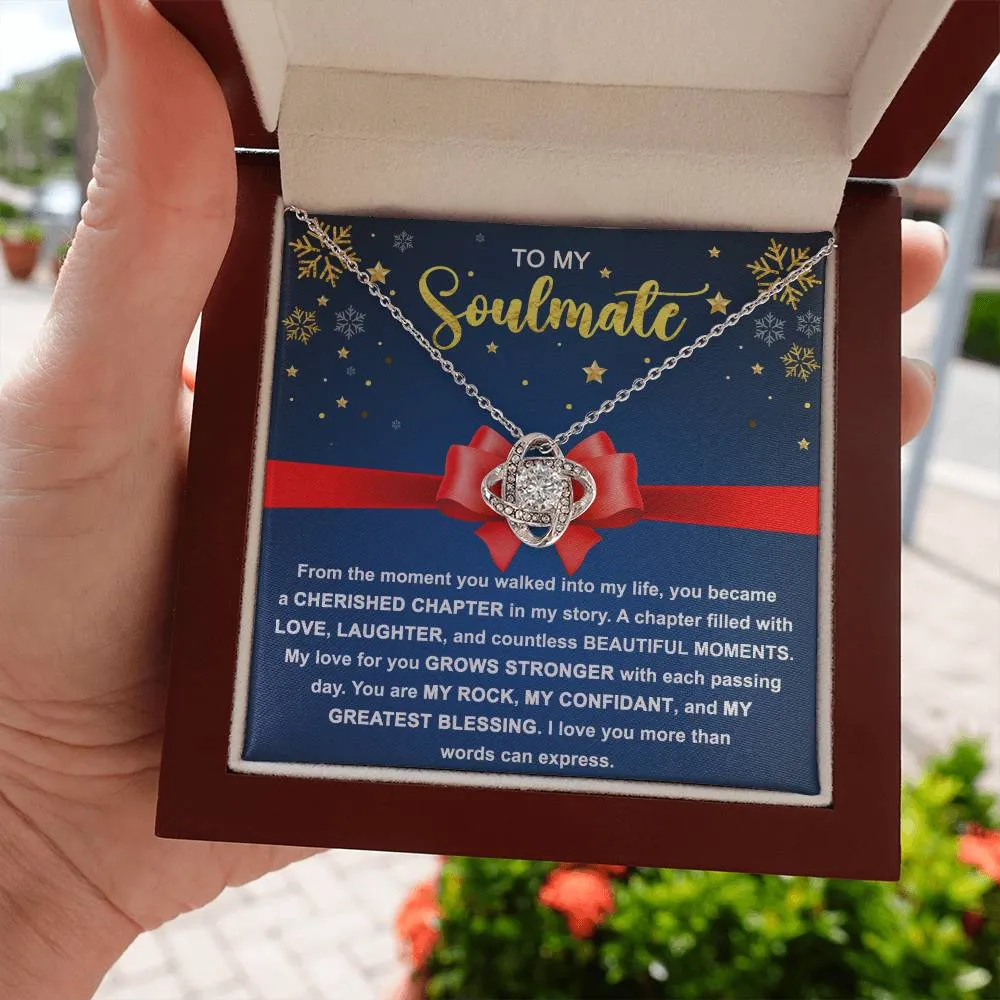 TO MY
Soulmate
From the moment you walked into my life, you became
a CHERISHED CHAPTER in my story. A chapter filled with
LOVE, LAUGHTER, and countless BEAUTIFUL MOMENTS.
My love for you GROWS STRONGER with each passing
day. You are MY ROCK, MY CONFIDANT, and MY
GREATEST BLESSING. I love you more than
words can express.